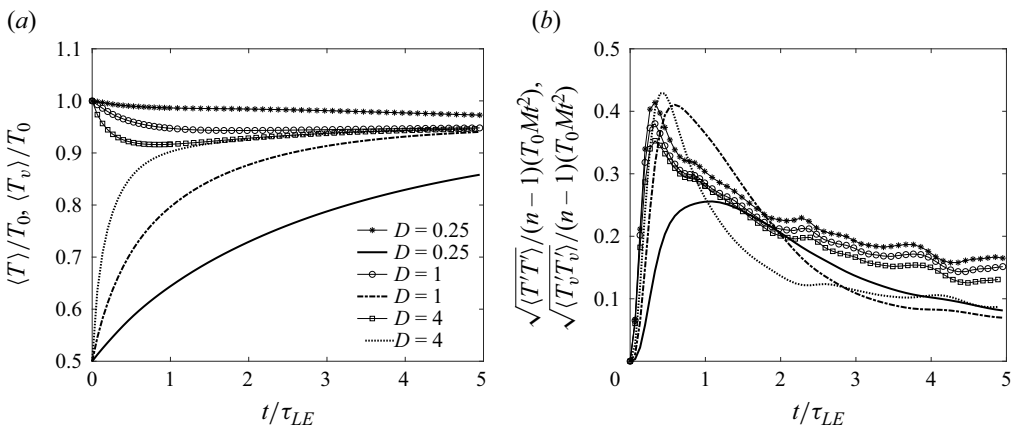 (a)
(b)
1.1
1.0
0.9
0.8
0.7
0.6
0.5
⟨T⟩/T0, ⟨Tv⟩/T0
D = 0.25
D = 0.25
D = 1
D = 1
D = 4
D = 4
0 1 2 3 4 5
t/τLE
0.5
0.4
0.3
0.2
0.1
√⟨T′T′⟩/(n − 1)(T0Mt²),
√⟨Tv′Tv′⟩/(n − 1)(T0Mt²)
0 1 2 3 4 5
t/τLE